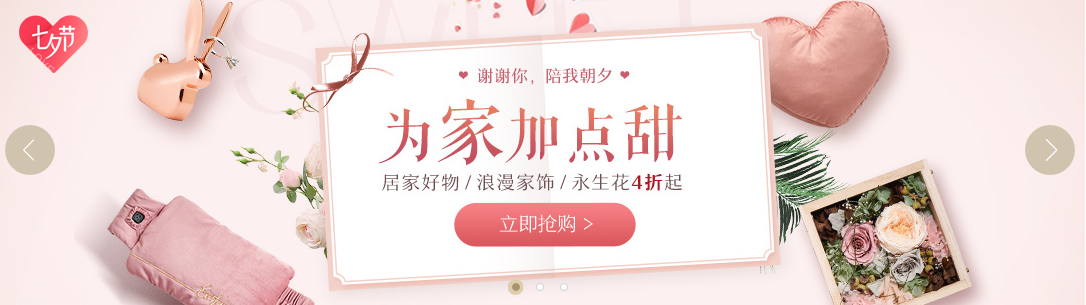 七夕节
SWEET
谢谢你，陪我朝夕
为家加点甜
居家好物 / 浪漫家饰 / 永生花4折起
立即抢购 >